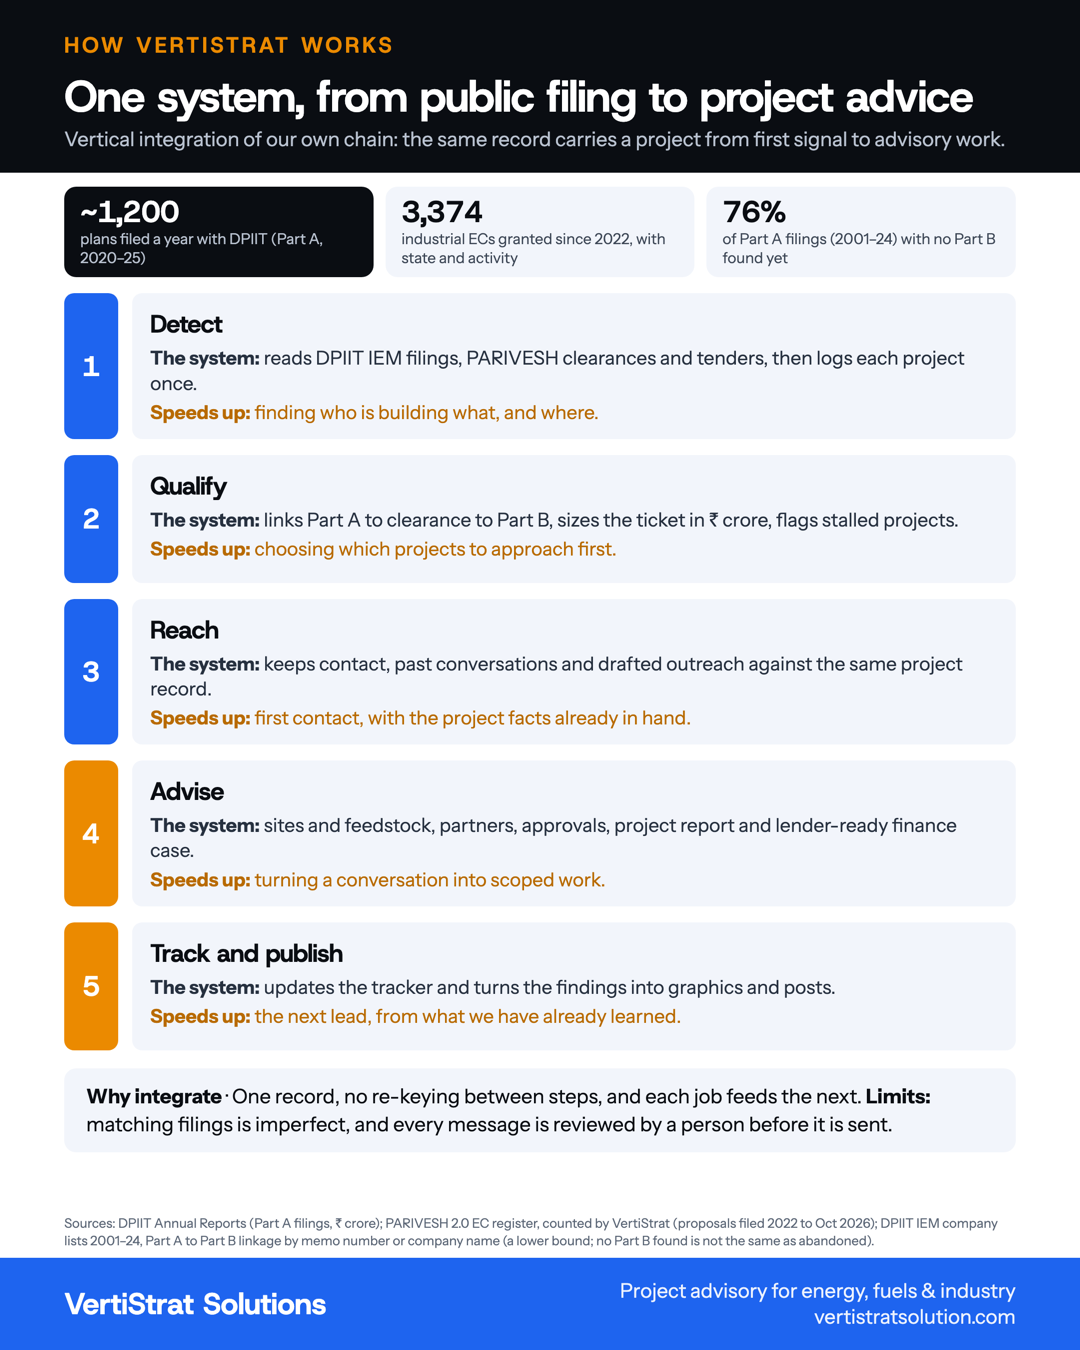 HOW VERTISTRAT WORKS
One system, from public filing to project advice
Vertical integration of our own chain: the same record carries a project from first signal to advisory work.
~1,200
plans filed a year with DPIIT (Part A,
2020–25)
3,374
industrial ECs granted since 2022, with
state and activity
76%
of Part A filings (2001–24) with no Part B
found yet
1
Detect
The system: reads DPIIT IEM filings, PARIVESH clearances and tenders, then logs each project
once.
Speeds up: finding who is building what, and where.
2
Qualify
The system: links Part A to clearance to Part B, sizes the ticket in ₹ crore, flags stalled projects.
Speeds up: choosing which projects to approach first.
3
Reach
The system: keeps contact, past conversations and drafted outreach against the same project
record.
Speeds up: first contact, with the project facts already in hand.
4
Advise
The system: sites and feedstock, partners, approvals, project report and lender-ready finance
case.
Speeds up: turning a conversation into scoped work.
5
Track and publish
The system: updates the tracker and turns the findings into graphics and posts.
Speeds up: the next lead, from what we have already learned.
Why integrate · One record, no re-keying between steps, and each job feeds the next. Limits:
matching filings is imperfect, and every message is reviewed by a person before it is sent.
Sources: DPIIT Annual Reports (Part A filings, ₹ crore); PARIVESH 2.0 EC register, counted by VertiStrat (proposals filed 2022 to Oct 2026); DPIIT IEM company
lists 2001–24, Part A to Part B linkage by memo number or company name (a lower bound; no Part B found is not the same as abandoned).
VertiStrat Solutions
Project advisory for energy, fuels & industry
vertistratsolution.com